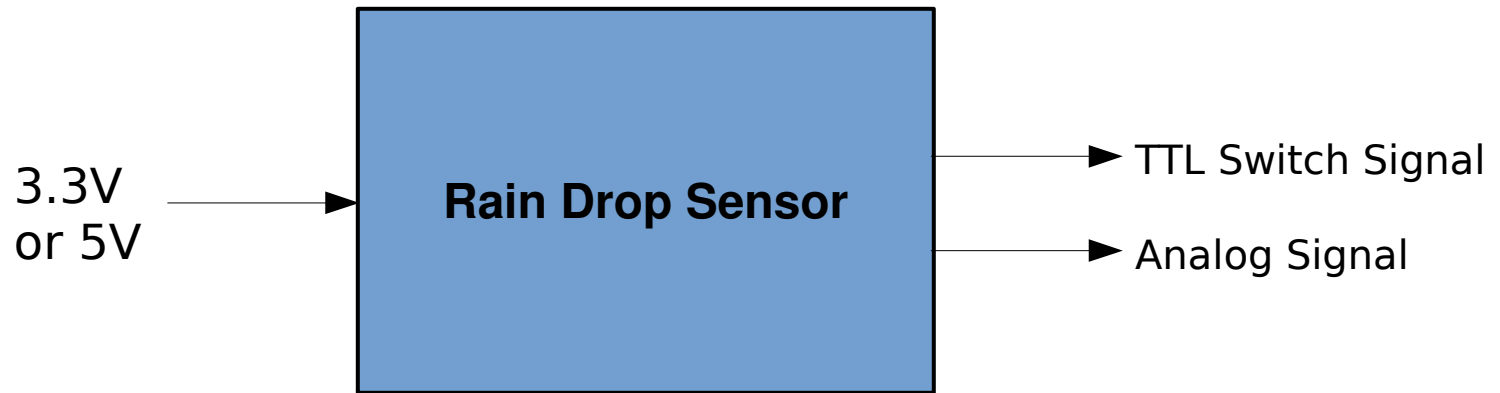 3.3V
or 5V
Rain Drop Sensor
TTL Switch Signal
Analog Signal